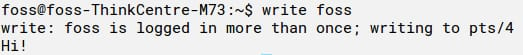 foss@foss-ThinkCentre-M73:~$ write foss
write: foss is logged in more than once; writing to pts/4
Hi!